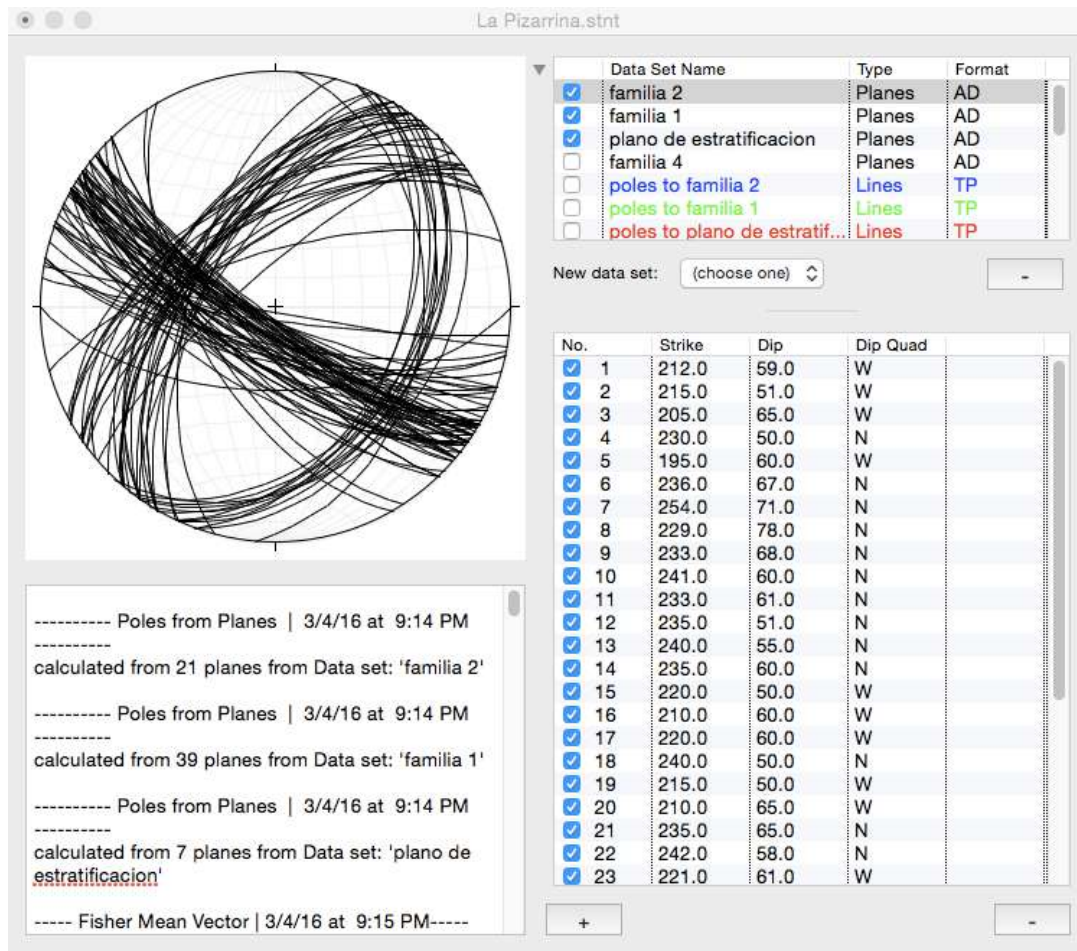 La Pizarrina.stnt
Data Set Name Type Format
familia 2 Planes AD
familia 1 Planes AD
plano de estratificacion Planes AD
familia 4 Planes AD
poles to familia 2 Lines TP
poles to familia 1 Lines TP
poles to plano de estratif... Lines TP
New data set: (choose one) -
No. Strike Dip Dip Quad
1 212.0 59.0 W
2 215.0 51.0 W
3 205.0 65.0 W
4 230.0 50.0 N
5 195.0 60.0 W
6 236.0 67.0 N
7 254.0 71.0 N
8 229.0 78.0 N
9 233.0 68.0 N
10 241.0 60.0 N
11 233.0 61.0 N
12 235.0 51.0 N
13 240.0 55.0 N
14 235.0 60.0 N
15 220.0 50.0 W
16 210.0 60.0 W
17 220.0 60.0 W
18 240.0 50.0 N
19 215.0 50.0 W
20 210.0 65.0 W
21 235.0 65.0 N
22 242.0 58.0 N
23 221.0 61.0 W
+ -
---------- Poles from Planes | 3/4/16 at 9:14 PM
----------
calculated from 21 planes from Data set: 'familia 2'
---------- Poles from Planes | 3/4/16 at 9:14 PM
----------
calculated from 39 planes from Data set: 'familia 1'
---------- Poles from Planes | 3/4/16 at 9:14 PM
----------
calculated from 7 planes from Data set: 'plano de
estratificacion'
----- Fisher Mean Vector | 3/4/16 at 9:15 PM-----